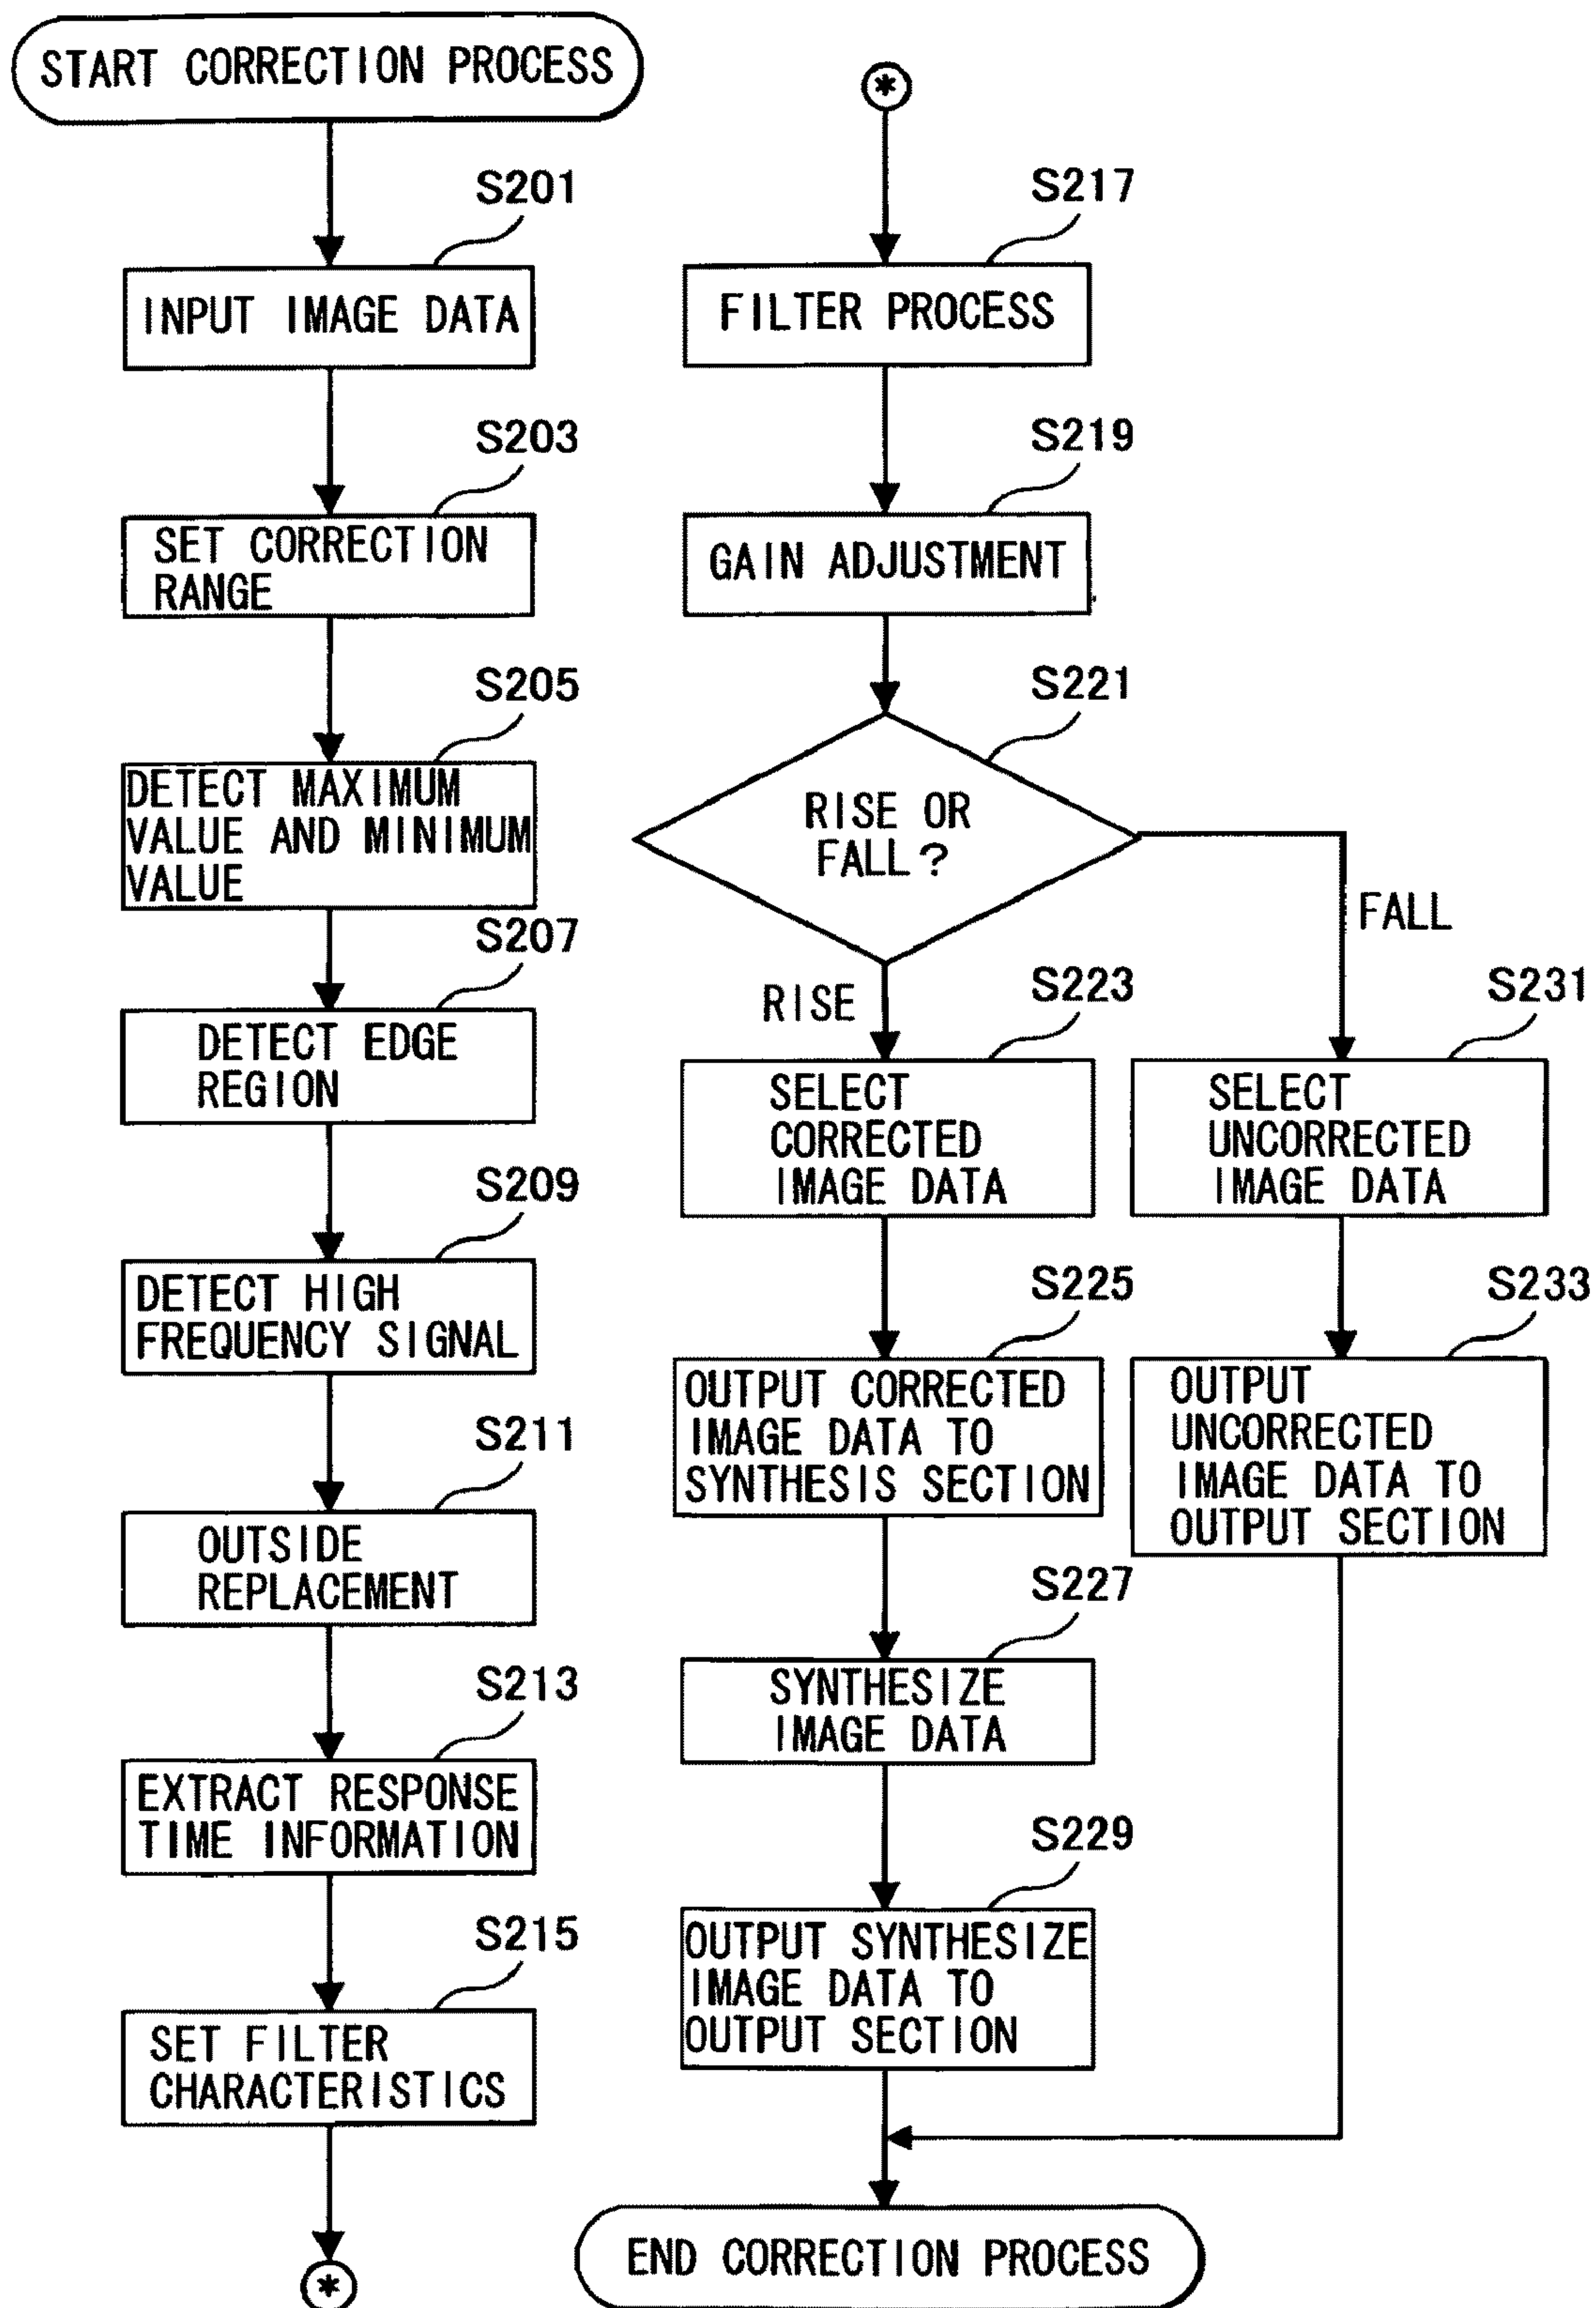 START CORRECTION PROCESS
S201
INPUT IMAGE DATA
S203
SET CORRECTION
RANGE
S205
DETECT MAXIMUM
VALUE AND MINIMUM
VALUE
S207
DETECT EDGE
REGION
S209
DETECT HIGH
FREQUENCY SIGNAL
S211
OUTSIDE
REPLACEMENT
S213
EXTRACT RESPONSE
TIME INFORMATION
S215
SET FILTER
CHARACTERISTICS
*
*
S217
FILTER PROCESS
S219
GAIN ADJUSTMENT
S221
RISE OR
FALL?
RISE
S223
SELECT
CORRECTED
IMAGE DATA
S225
OUTPUT CORRECTED
IMAGE DATA TO
SYNTHESIS SECTION
S227
SYNTHESIZE
IMAGE DATA
S229
OUTPUT SYNTHESIZE
IMAGE DATA TO
OUTPUT SECTION
FALL
S231
SELECT
UNCORRECTED
IMAGE DATA
S233
OUTPUT
UNCORRECTED
IMAGE DATA TO
OUTPUT SECTION
END CORRECTION PROCESS